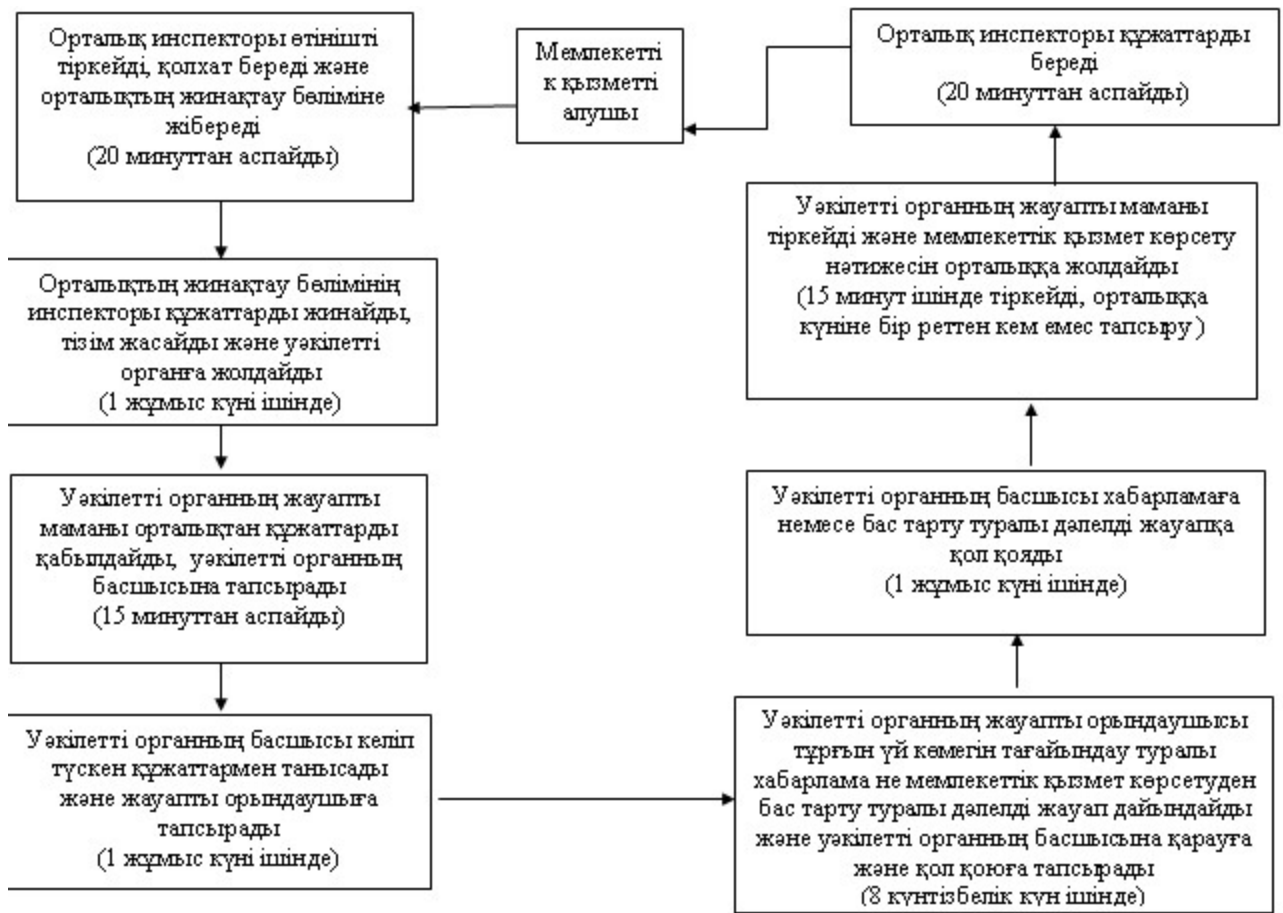 Орталық инспекторы өтінішті
тіркейді, қолхат береді және
орталықтың жинақтау бөліміне
жібереді
(20 минуттан аспайды)
Мемлекетті
к қызметті
алушы
Орталық инспекторы құжаттарды
береді
(20 минуттан аспайды)
Орталықтың жинақтау бөлімінің
инспекторы құжаттарды жинайды,
тізім жасайды және уәкілетті
органға жолдайды
(1 жұмыс күні ішінде)
Уәкілетті органның жауапты маманы
тіркейді және мемлекеттік қызмет көрсету
нәтижесін орталыққа жолдайды
(15 минут ішінде тіркейді, орталыққа
күніне бір реттен кем емес тапсыру )
Уәкілетті органның жауапты
маманы орталықтан құжаттарды
қабылдайды, уәкілетті органның
басшысына тапсырады
(15 минуттан аспайды)
Уәкілетті органның басшысы хабарламаға
немесе бас тарту туралы дәлелді жауапқа
қол қояды
(1 жұмыс күні ішінде)
Уәкілетті органның басшысы келіп
түскен құжаттармен танысады
және жауапты орындаушыға
тапсырады
(1 жұмыс күні ішінде)
Уәкілетті органның жауапты орындаушысы
тұрғын үй көмегін тағайындау туралы
хабарлама не мемлекеттік қызмет көрсетуден
бас тарту туралы дәлелді жауап дайындайды
және уәкілетті органның басшысына қарауға
және қол қоюға тапсырады
(8 күнтізбелік күн ішінде)